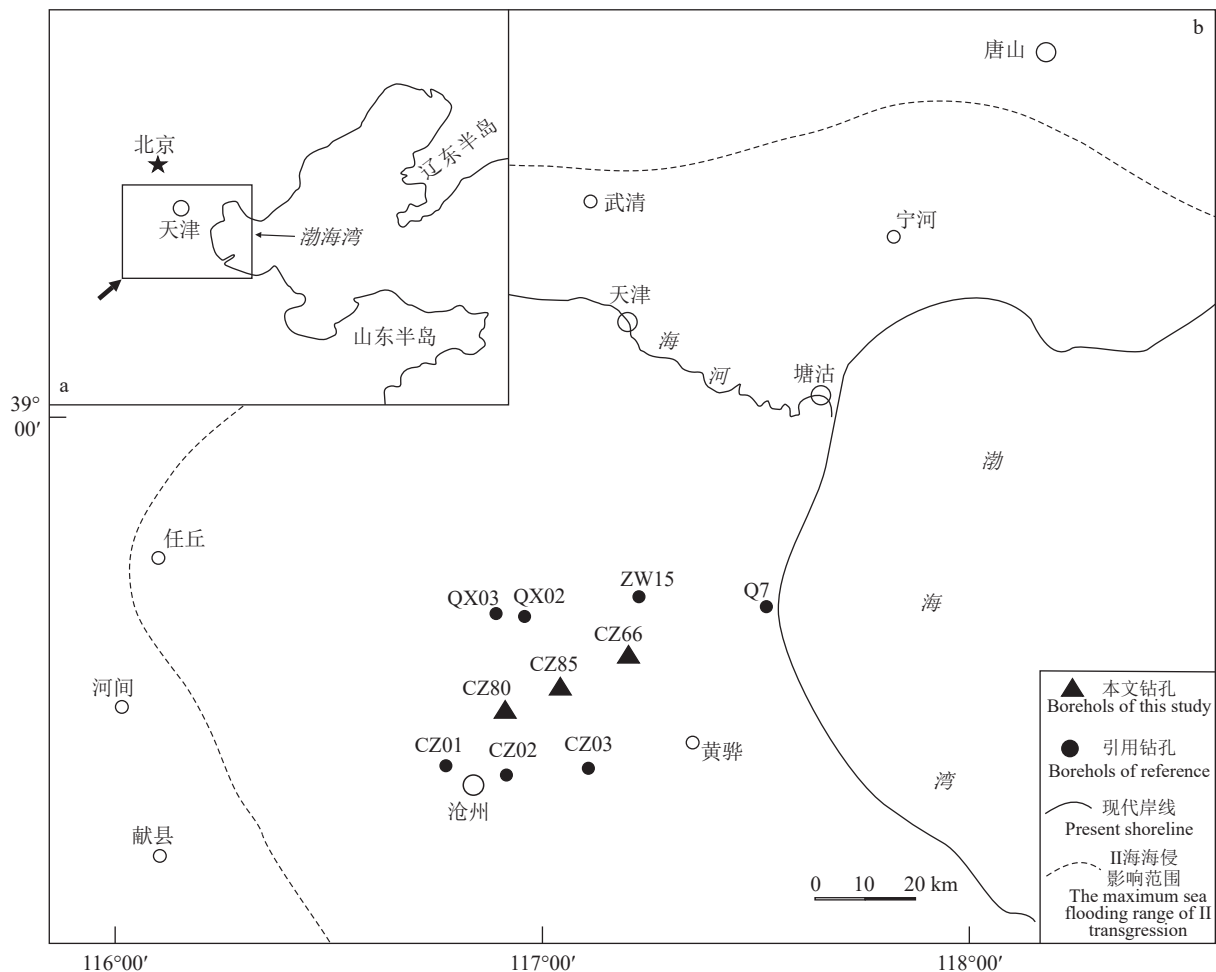 b
唐山
北京
辽东半岛
武清
天津
渤海湾
宁河
天津
山东半岛
海
河
塘沽
a
39°
00′
渤
任丘
ZW15
QX03
QX02
Q7
海
CZ66
CZ85
CZ80
河间
CZ01
CZ02
CZ03
黄骅
湾
沧州
献县
0 10 20 km
本文钻孔
Borehols of this study
引用钻孔
Borehols of reference
现代岸线
Present shoreline
II海海侵
影响范围
The maximum sea
flooding range of II
transgression
116°00′
117°00′
118°00′